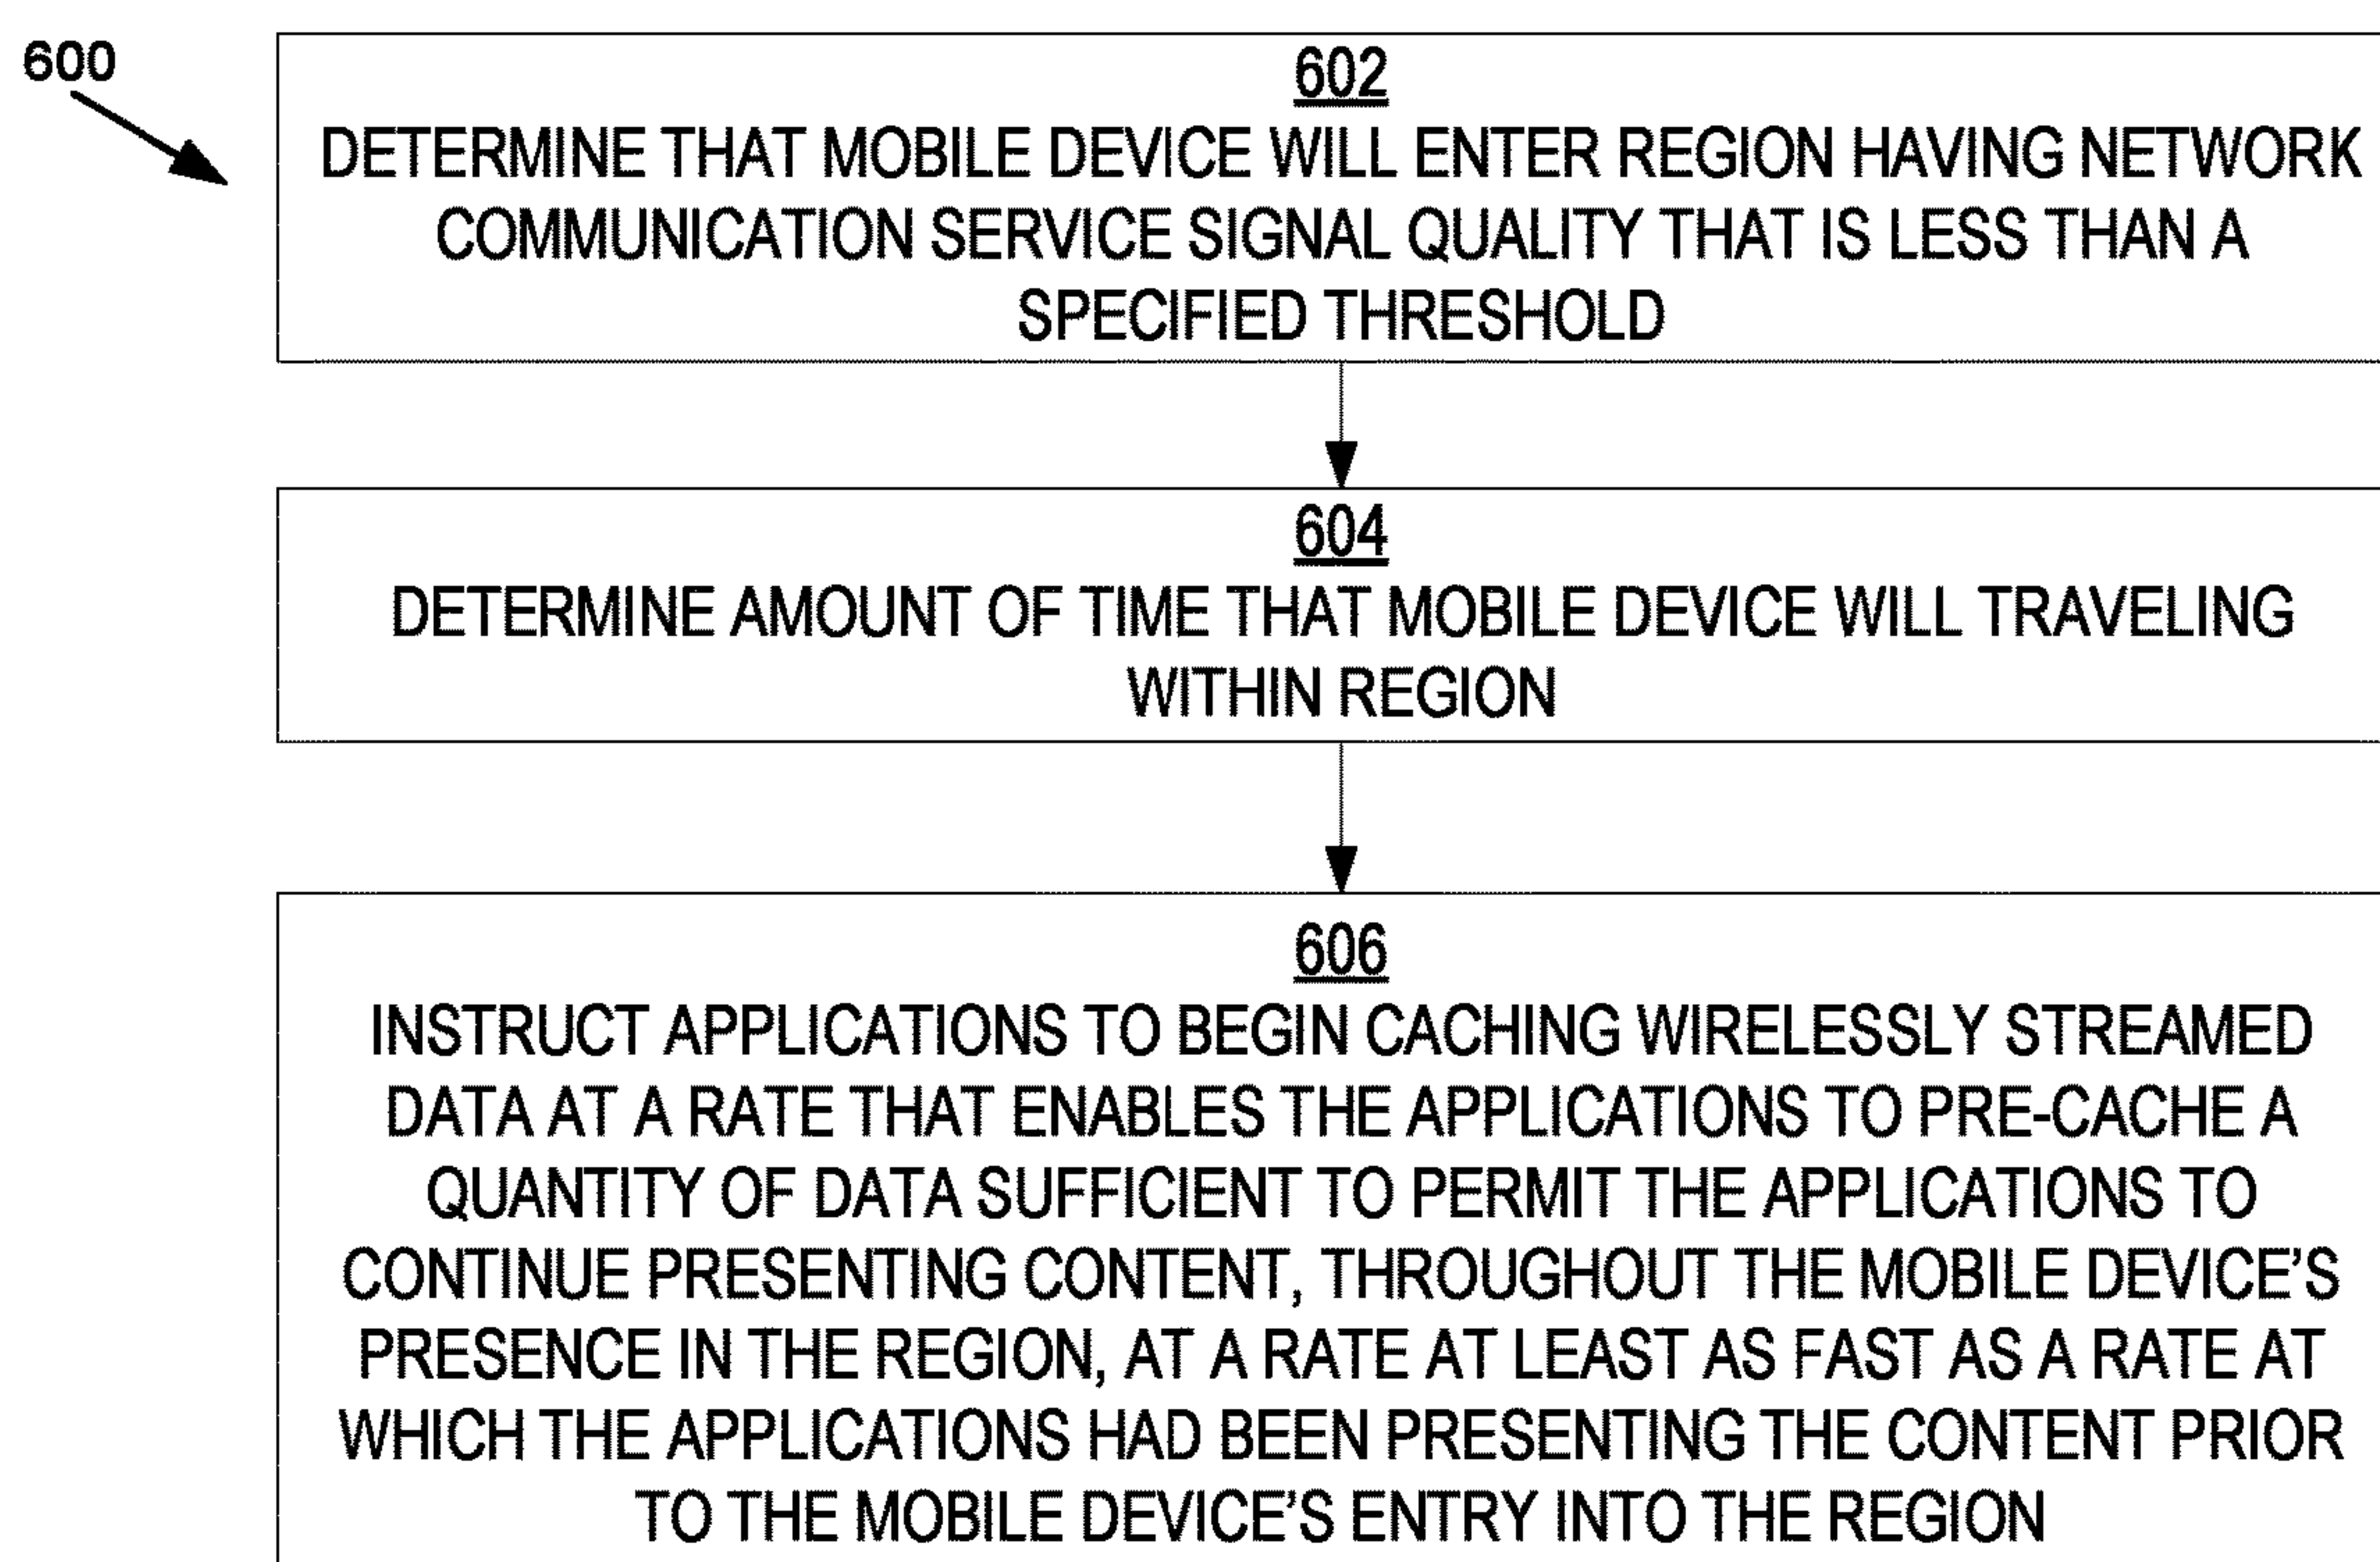 600
602
DETERMINE THAT MOBILE DEVICE WILL ENTER REGION HAVING NETWORK
COMMUNICATION SERVICE SIGNAL QUALITY THAT IS LESS THAN A
SPECIFIED THRESHOLD
604
DETERMINE AMOUNT OF TIME THAT MOBILE DEVICE WILL TRAVELING
WITHIN REGION
606
INSTRUCT APPLICATIONS TO BEGIN CACHING WIRELESSLY STREAMED
DATA AT A RATE THAT ENABLES THE APPLICATIONS TO PRE-CACHE A
QUANTITY OF DATA SUFFICIENT TO PERMIT THE APPLICATIONS TO
CONTINUE PRESENTING CONTENT, THROUGHOUT THE MOBILE DEVICE’S
PRESENCE IN THE REGION, AT A RATE AT LEAST AS FAST AS A RATE AT
WHICH THE APPLICATIONS HAD BEEN PRESENTING THE CONTENT PRIOR
TO THE MOBILE DEVICE’S ENTRY INTO THE REGION